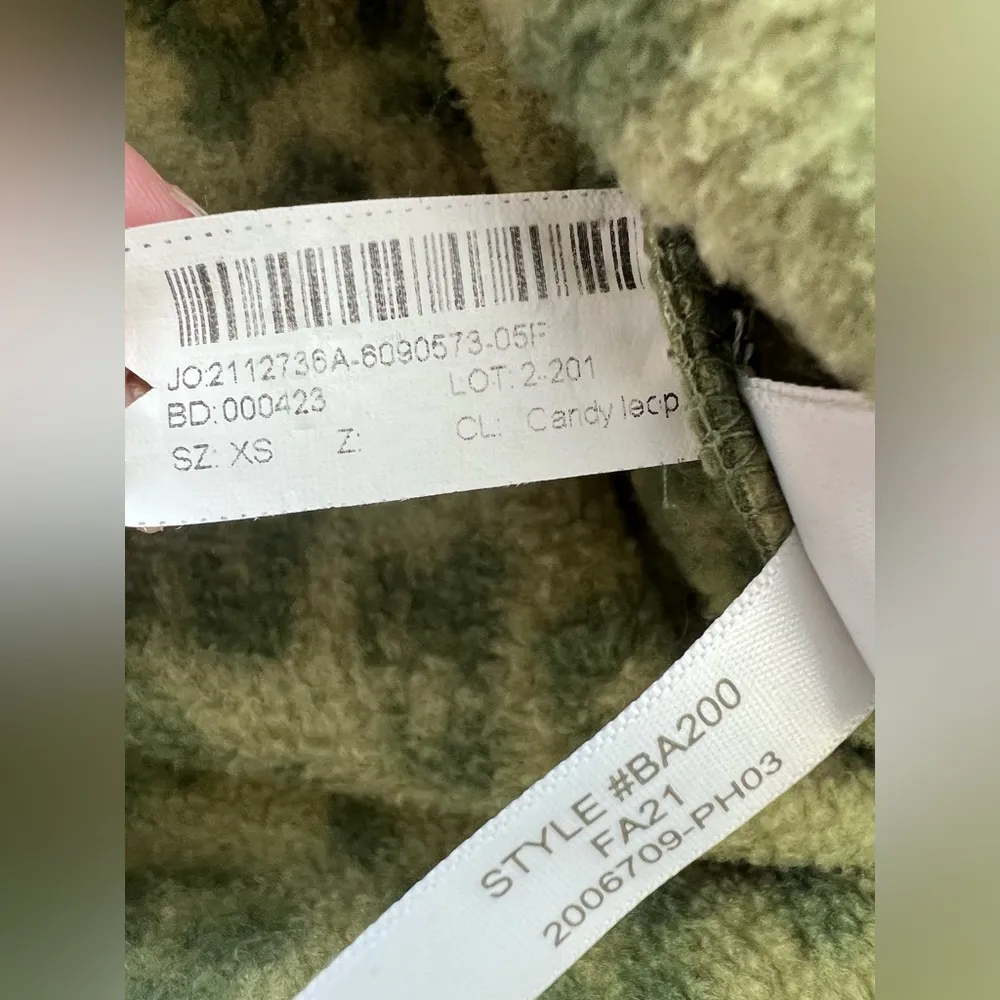 JO:2112736A-6090573-05F
BD:000423 LOT: 2-201
SZ: XS Z: CL: Candy leop
STYLE #BA200
FA21
2006709-PH03